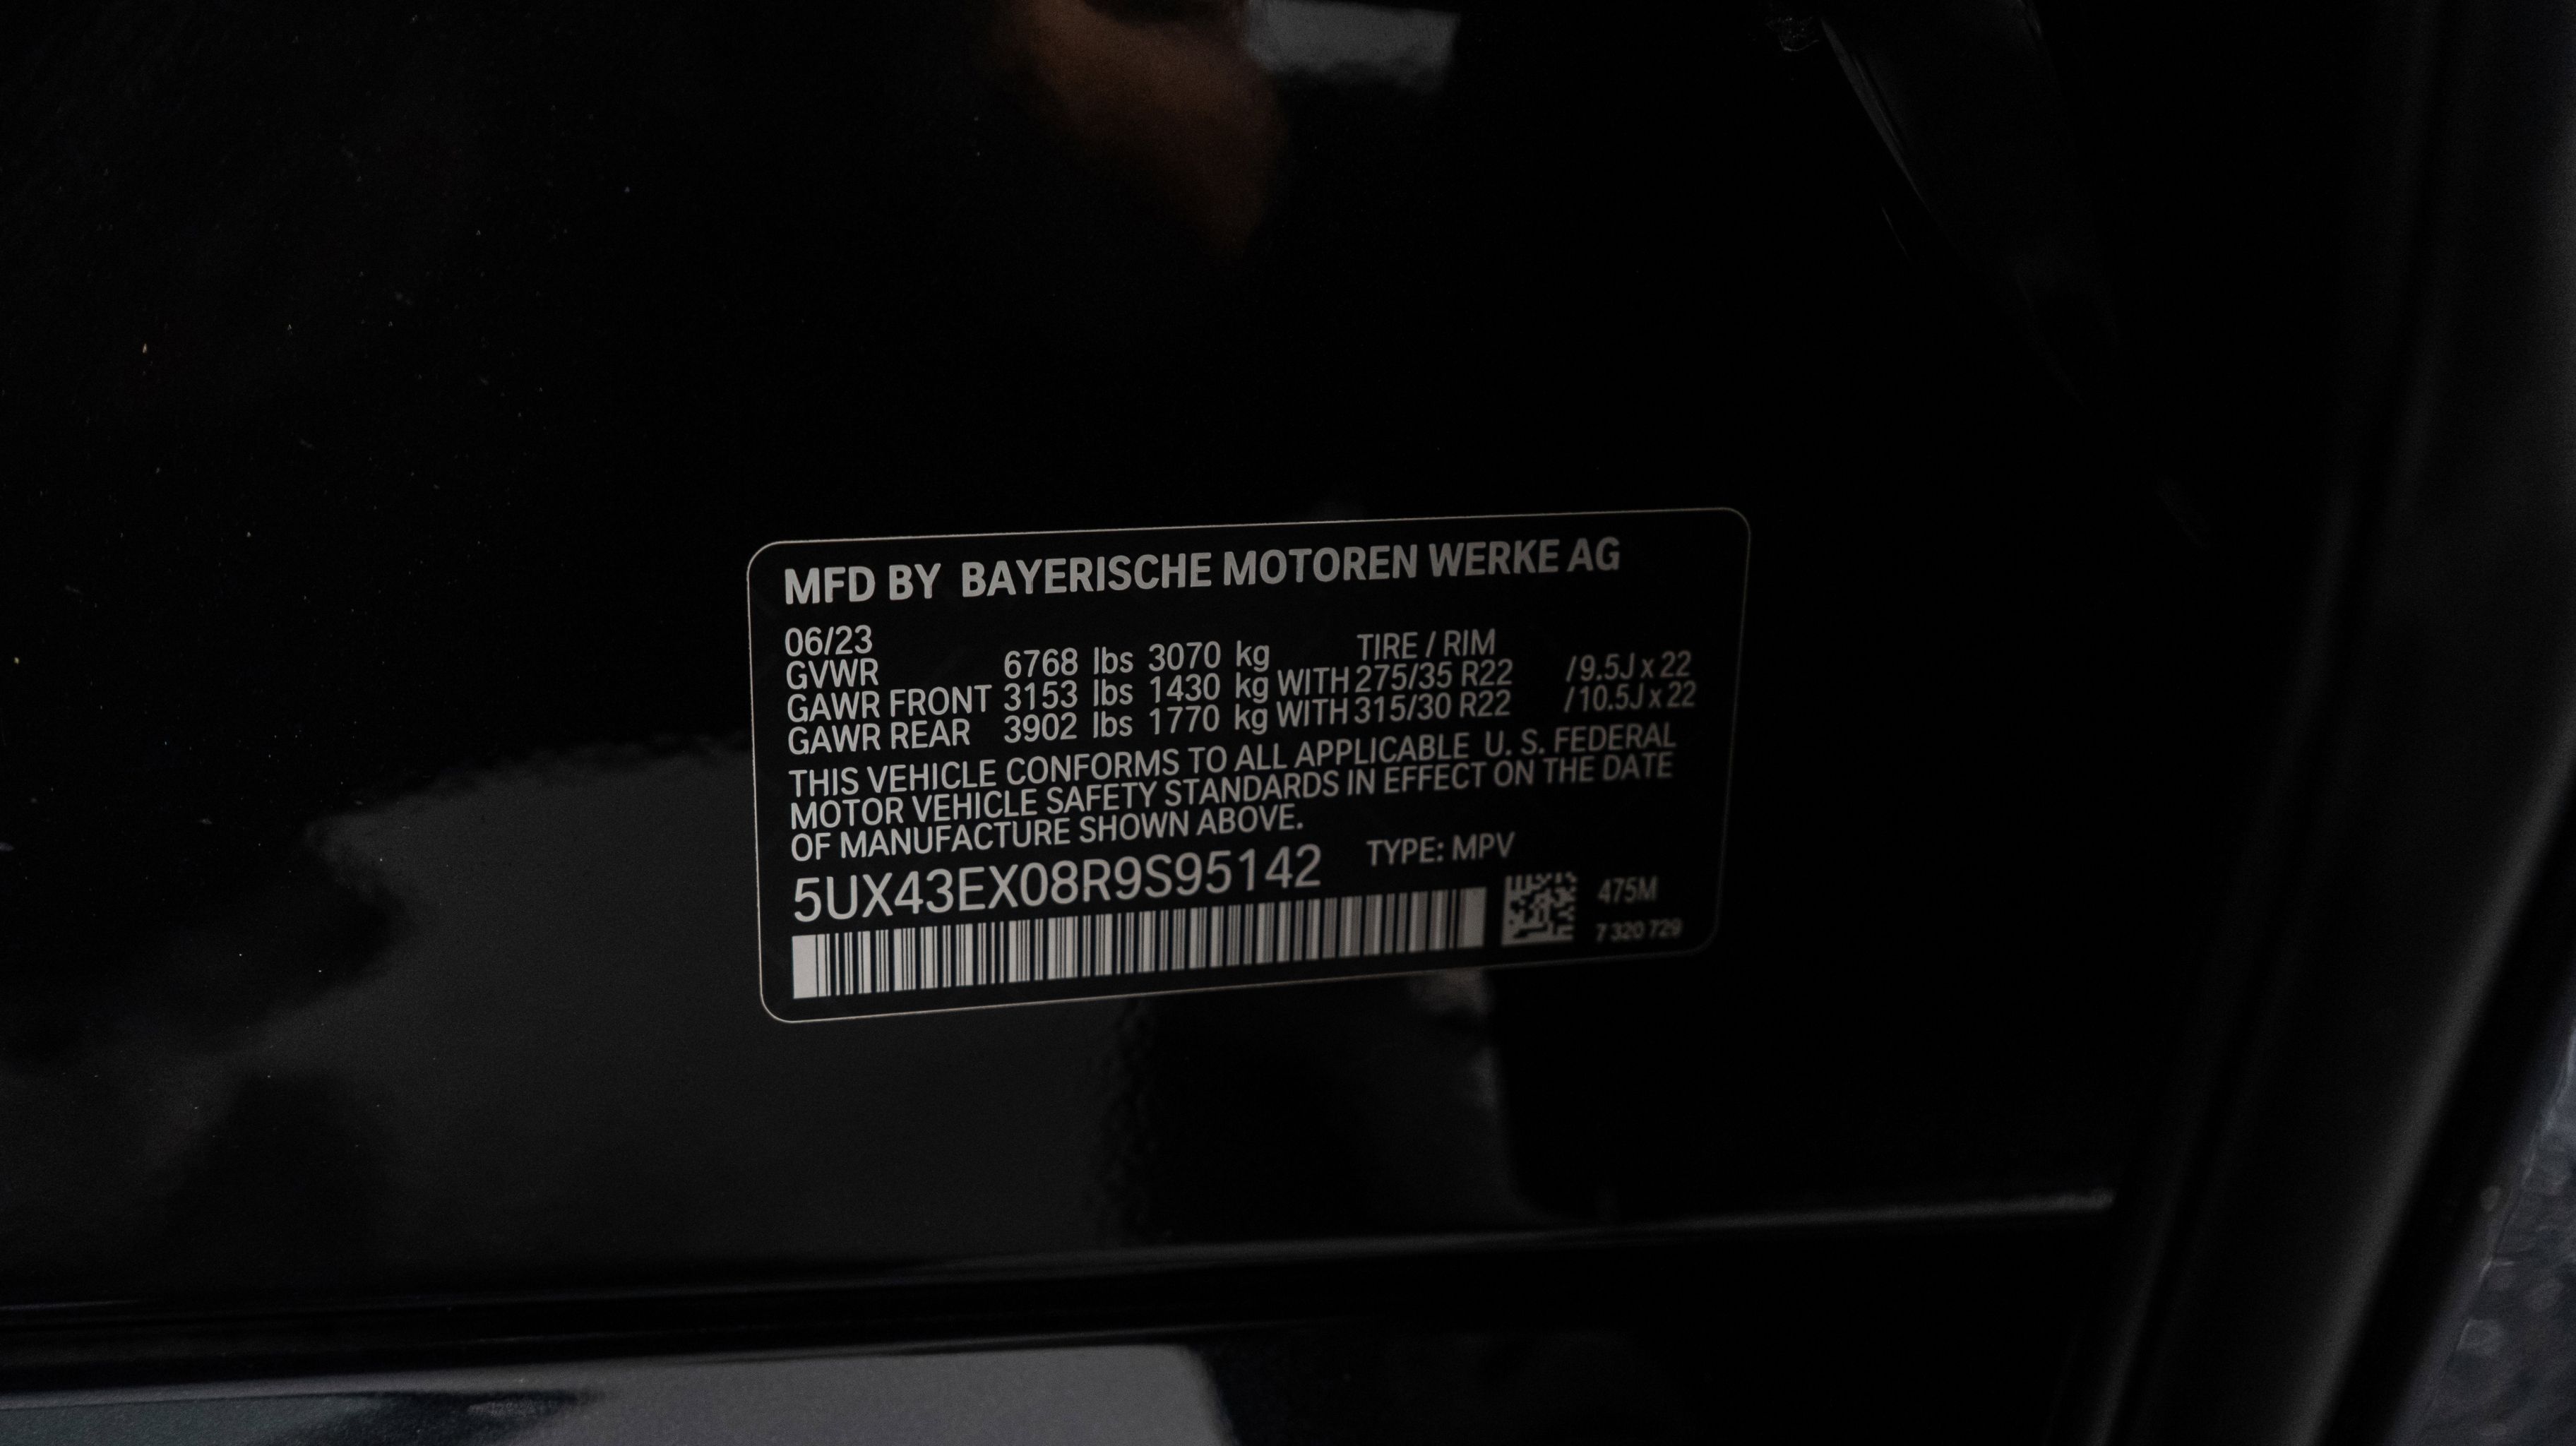 MFD BY BAYERISCHE MOTOREN WERKE AG
06/23 TIRE / RIM
GVWR 6768 lbs 3070 kg
GAWR FRONT 3153 lbs 1430 kg WITH 275/35 R22 /9.5J x 22
GAWR REAR 3902 lbs 1770 kg WITH 315/30 R22 /10.5J x 22
THIS VEHICLE CONFORMS TO ALL APPLICABLE U. S. FEDERAL
MOTOR VEHICLE SAFETY STANDARDS IN EFFECT ON THE DATE
OF MANUFACTURE SHOWN ABOVE.
5UX43EX08R9S95142 TYPE: MPV
475M
7 320 729